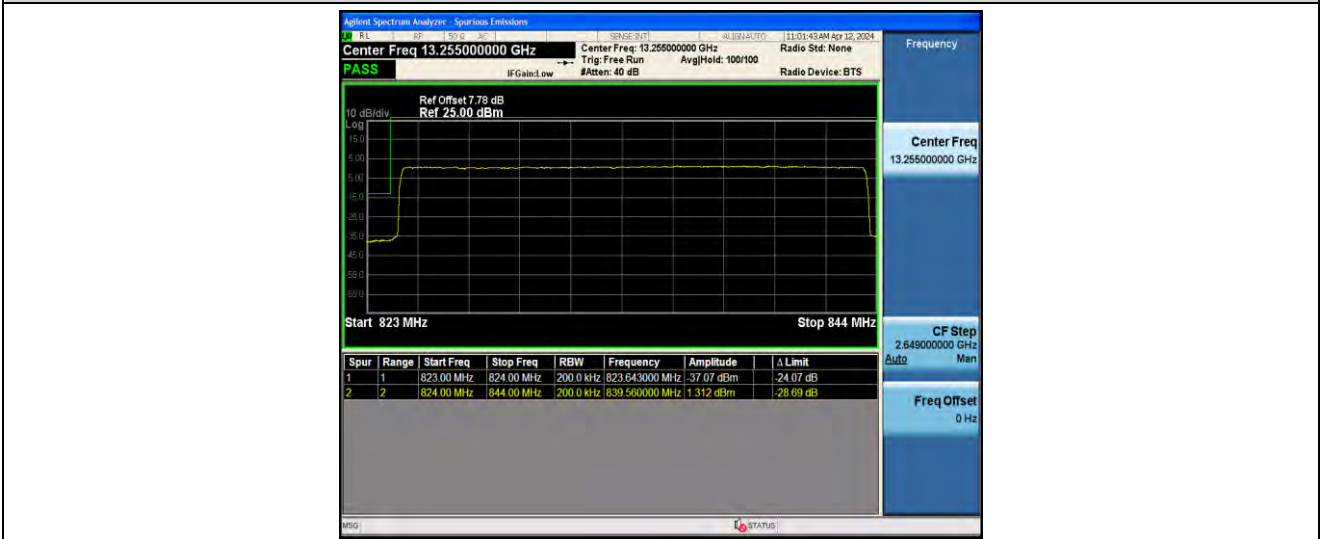 Agilent Spectrum Analyzer - Spurious Emissions
RL RF 50 Ω AC SENSE:INT ALIGNAUTO 11:01:43 AM Apr 12, 2024
Center Freq 13.255000000 GHz
Center Freq: 13.255000000 GHz Radio Std: None
Trig: Free Run Avg|Hold: 100/100
PASS IFGain:Low #Atten: 40 dB Radio Device: BTS
Frequency
Ref Offset 7.78 dB
10 dB/div Ref 25.00 dBm
Log
15.0
5.00
-5.00
-15.0
-25.0
-35.0
-45.0
-55.0
-65.0
Start 823 MHz Stop 844 MHz
Center Freq
13.255000000 GHz
CF Step
2.649000000 GHz
Auto Man
Freq Offset
0 Hz
Spur Range Start Freq Stop Freq RBW Frequency Amplitude Δ Limit
1 1 823.00 MHz 824.00 MHz 200.0 kHz 823.643000 MHz -37.07 dBm -24.07 dB
2 2 824.00 MHz 844.00 MHz 200.0 kHz 839.560000 MHz 1.312 dBm -28.69 dB
MSG STATUS